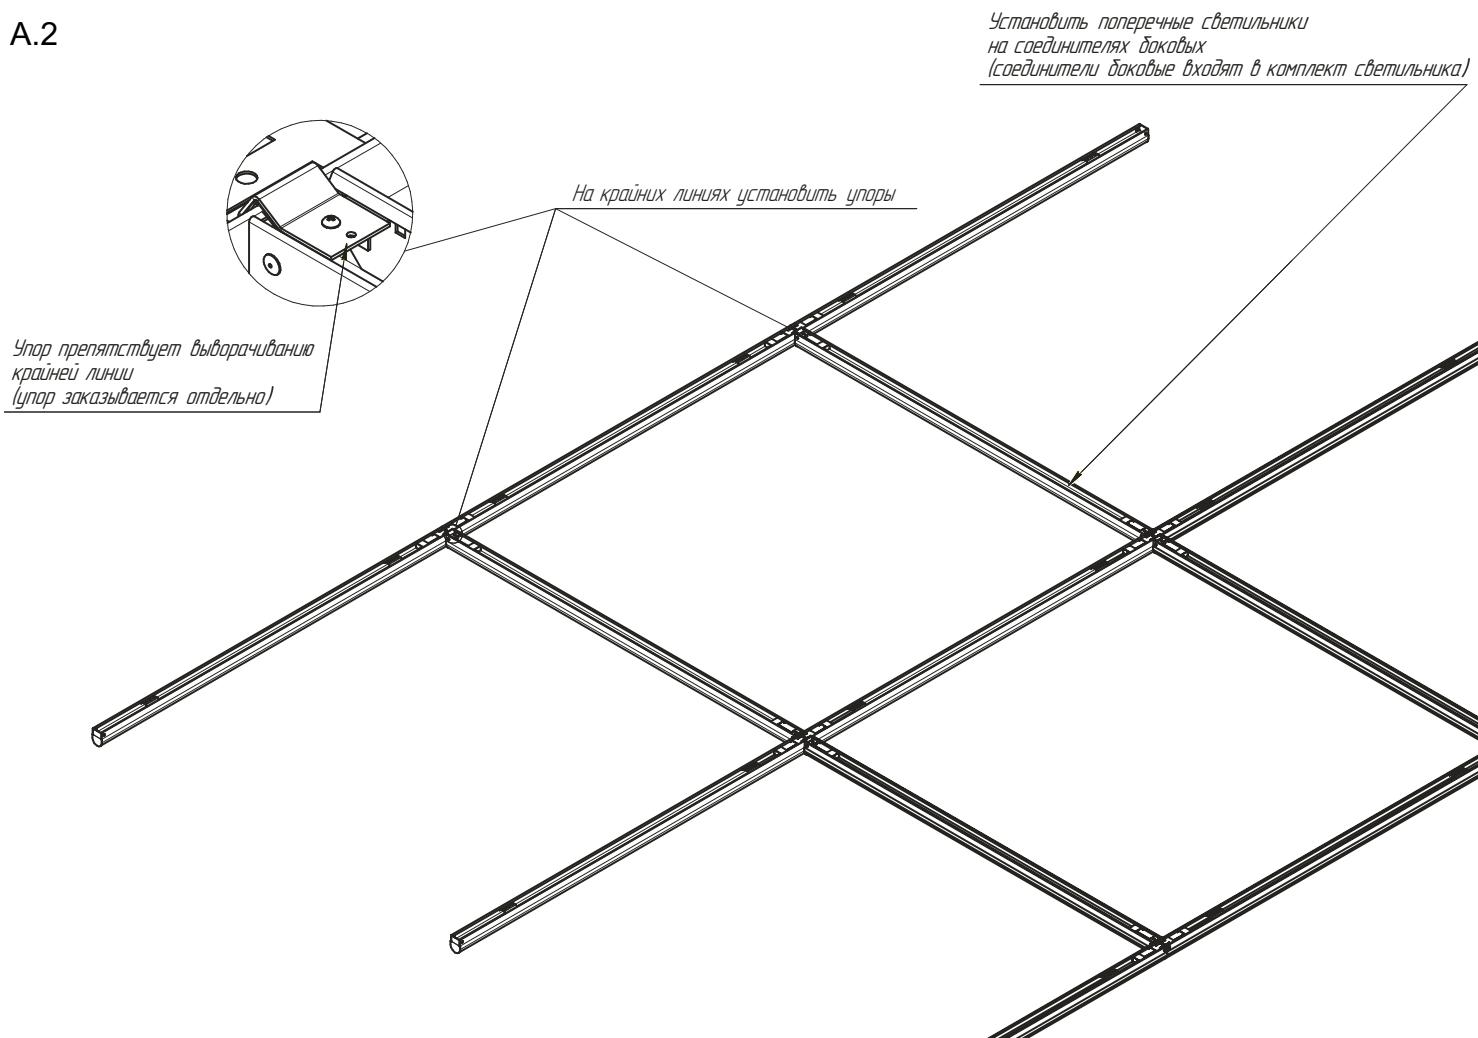 А.2
Установить поперечные светильники
на соединителях боковых
(соединители боковые входят в комплект светильника)
На крайних линиях установить упоры
Упор препятствует выворачиванию
крайней линии
(упор заказывается отдельно)